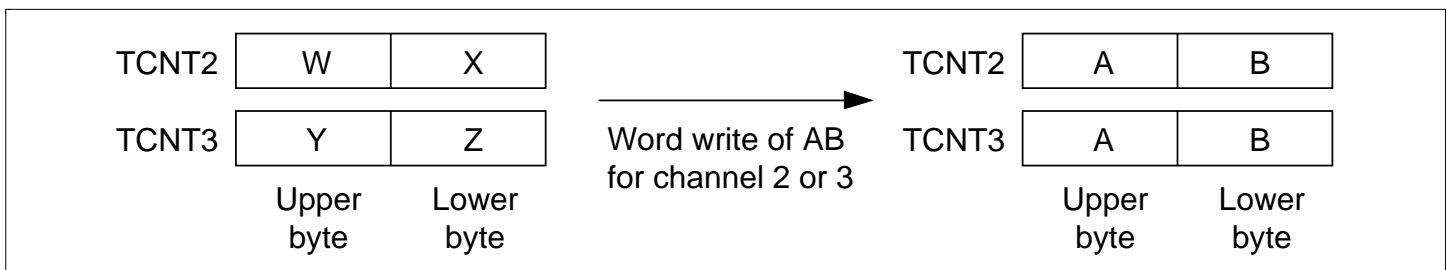 TCNT2 W X TCNT2 A B
TCNT3 Y Z Word write of AB TCNT3 A B
for channel 2 or 3
Upper Lower Upper Lower
byte byte byte byte